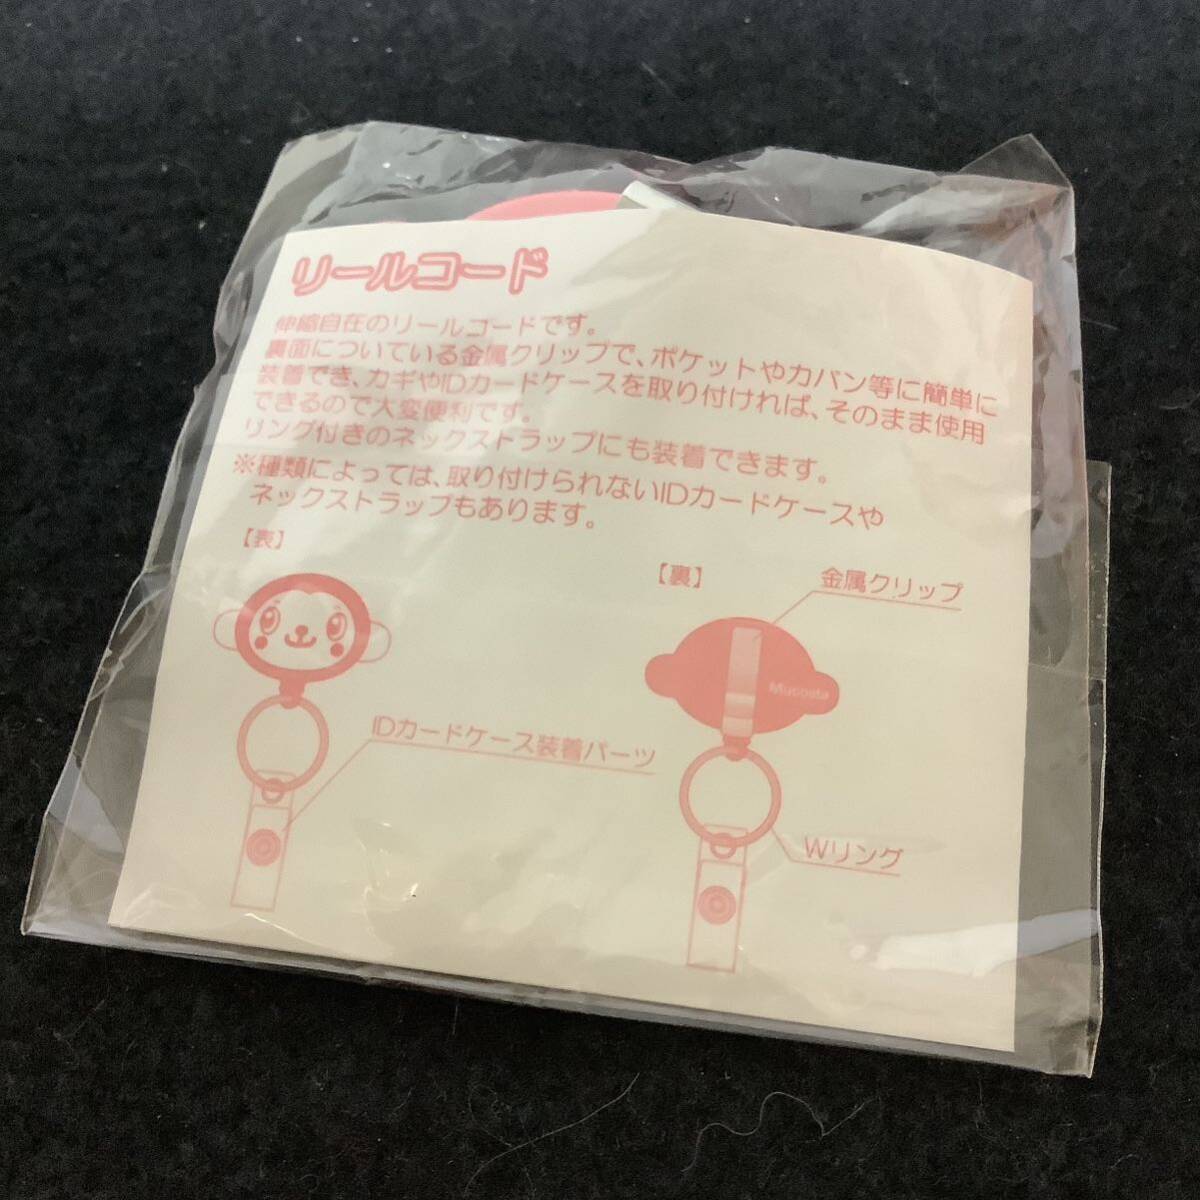 リールコード
伸縮自在のリールコードです。
裏面についている金属クリップで、ポケットやカバン等に簡単に
装着でき、カギやIDカードケースを取り付ければ、そのまま使用
できるので大変便利です。
リング付きのネックストラップにも装着できます。
※種類によっては、取り付けられないIDカードケースや
ネックストラップもあります。
【表】
【裏】
金属クリップ
Mucosta
IDカードケース装着パーツ
Wリング